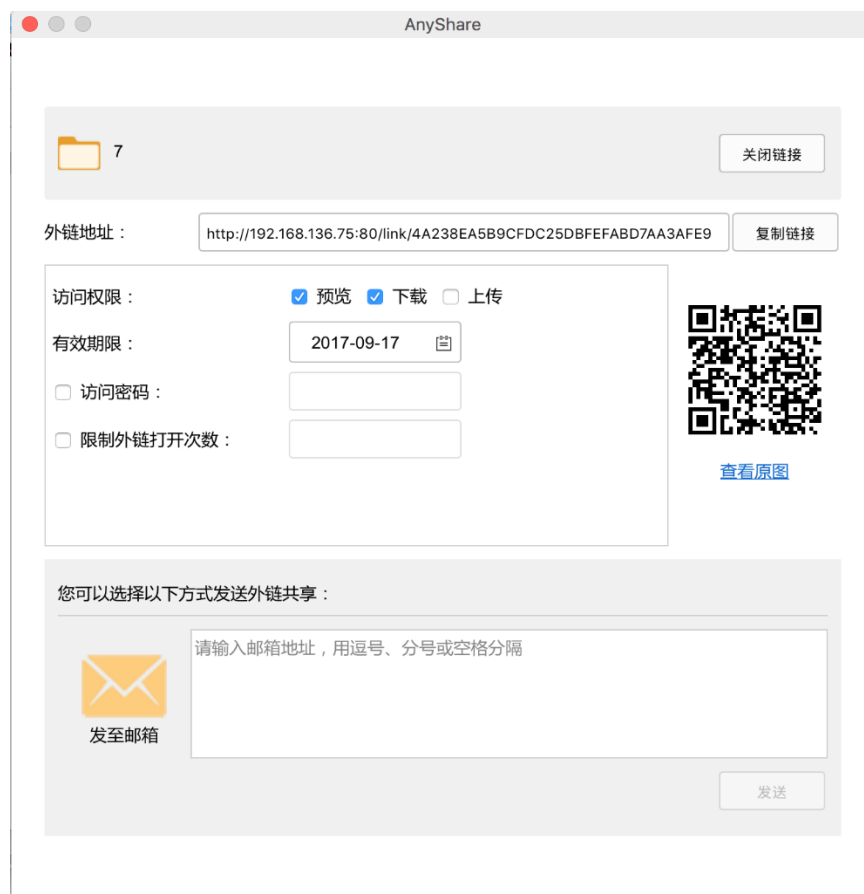 AnyShare
7
关闭链接
外链地址：
http://192.168.136.75:80/link/4A238EA5B9CFDC25DBFEFABD7AA3AFE9
复制链接
访问权限：
预览 下载 上传
有效期限：
2017-09-17
访问密码：
限制外链打开次数：
查看原图
您可以选择以下方式发送外链共享：
请输入邮箱地址，用逗号、分号或空格分隔
发至邮箱
发送